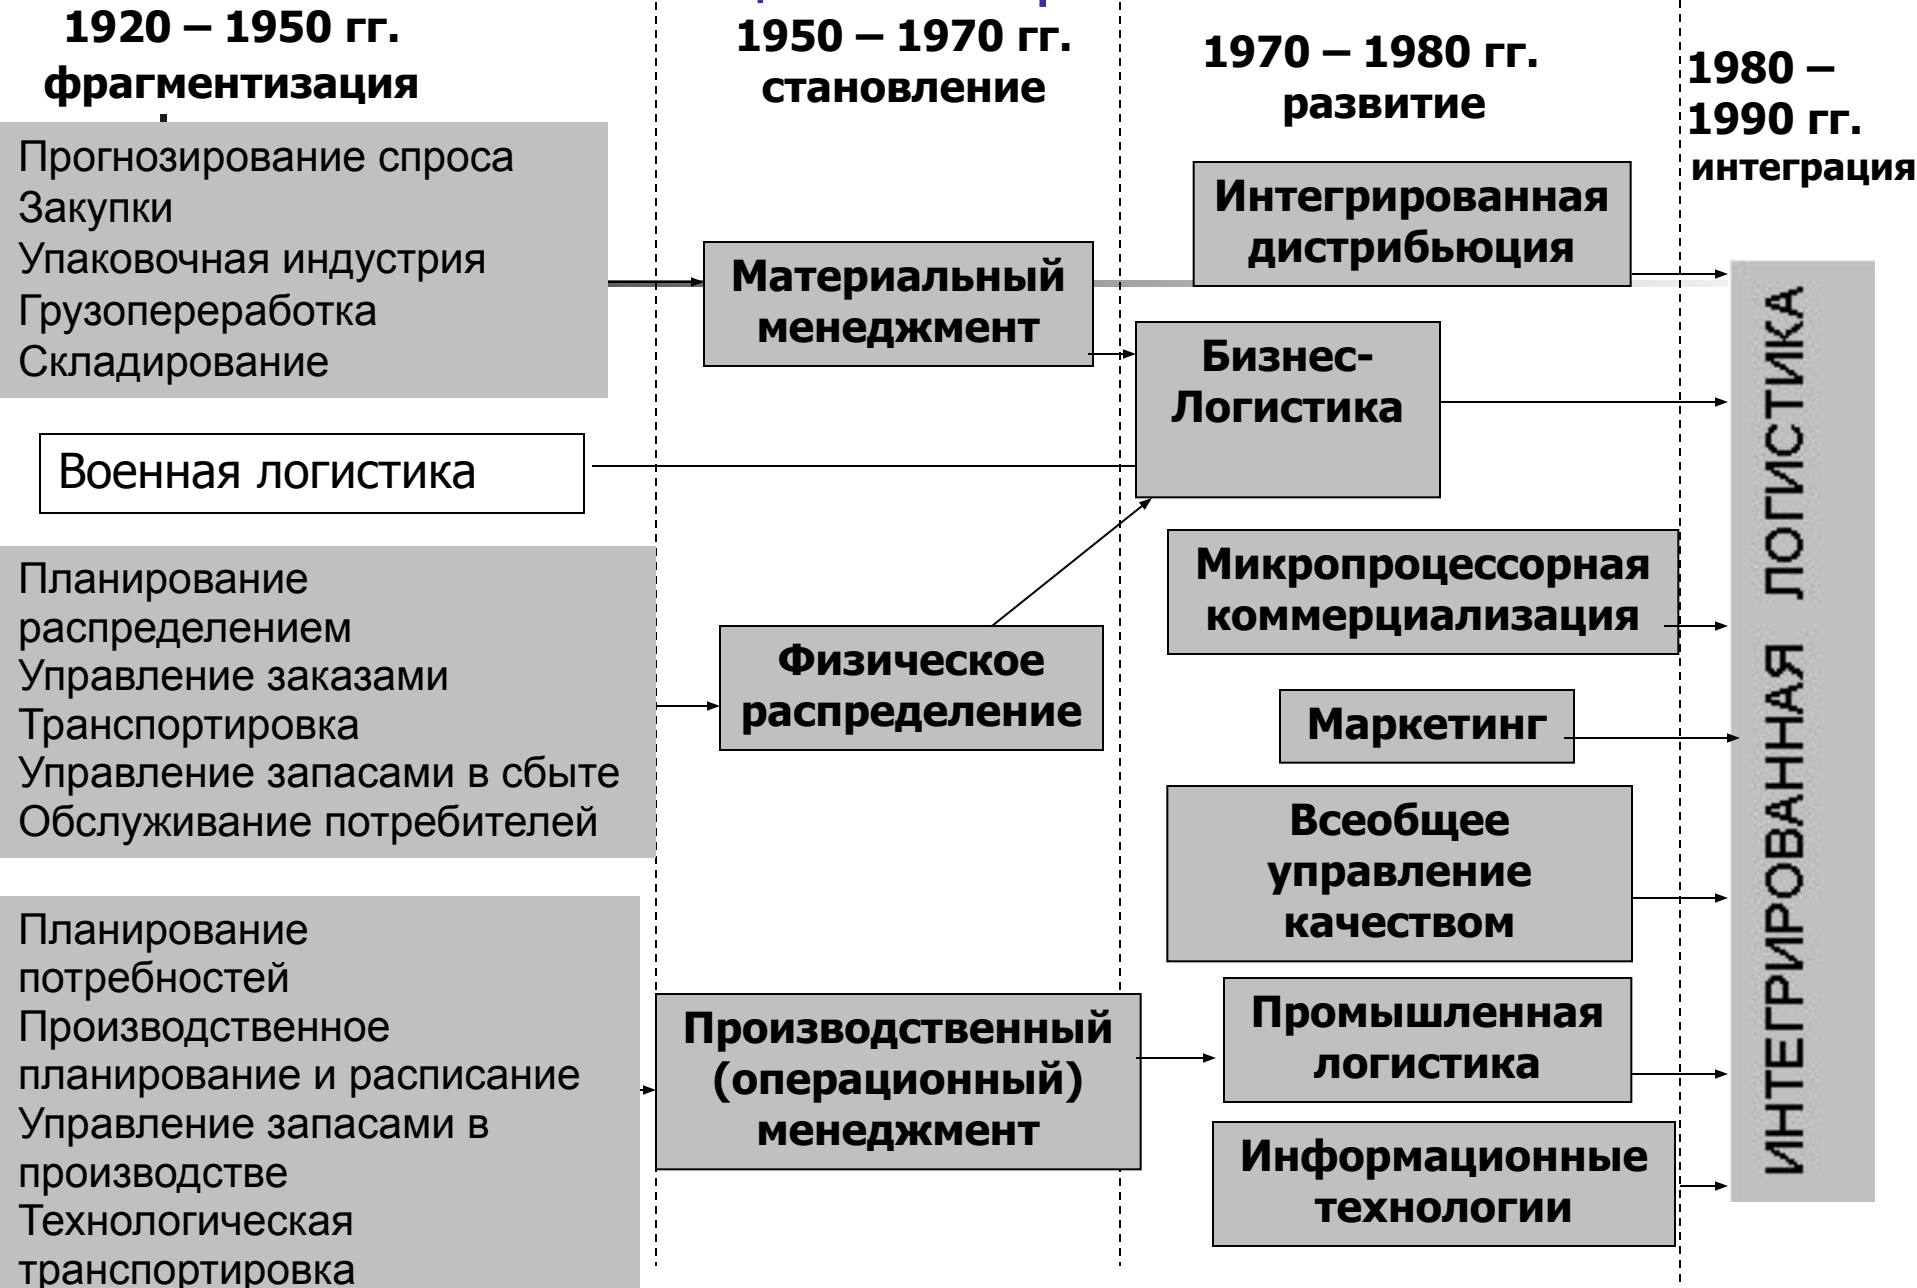 1920 – 1950 гг.
фрагментизация
1950 – 1970 гг.
становление
1970 – 1980 гг.
развитие
1980 –
1990 гг.
интеграция
Прогнозирование спроса
Закупки
Упаковочная индустрия
Грузопереработка
Складирование
Военная логистика
Планирование
распределением
Управление заказами
Транспортировка
Управление запасами в сбыте
Обслуживание потребителей
Планирование
потребностей
Производственное
планирование и расписание
Управление запасами в
производстве
Технологическая
транспортировка
Материальный
менеджмент
Физическое
распределение
Производственный
(операционный)
менеджмент
Интегрированная
дистрибьюция
Бизнес-
Логистика
Микропроцессорная
коммерциализация
Маркетинг
Всеобщее
управление
качеством
Промышленная
логистика
Информационные
технологии
ИНТЕГРИРОВАННАЯ ЛОГИСТИКА